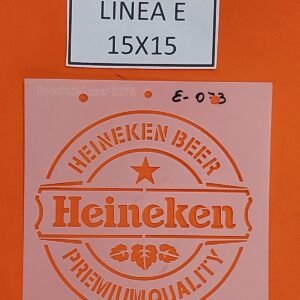 LINEA E
15X15
E-073
HEINEKEN BEER
Heineken
PREMIUM QUALITY